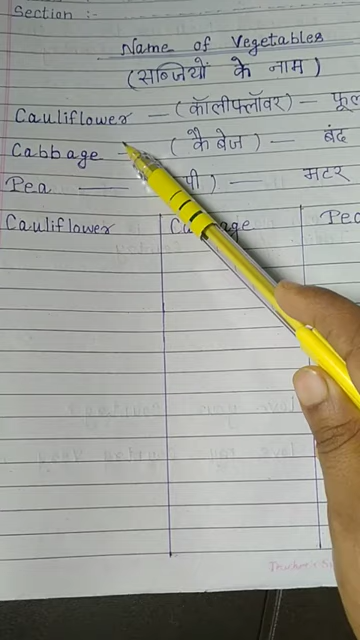 Section :-
Name of Vegetables
(सब्जियों के नाम)
Cauliflower — (कॉलीफ्लॉवर) —
Cabbage — (कैबेज) — बंद
Pea — पी) — मटर
Cauliflower Pea